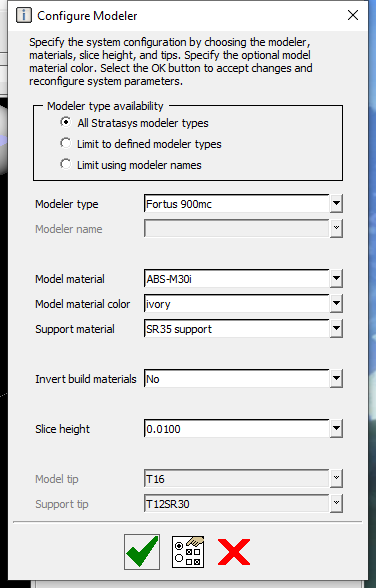 Configure Modeler
Specify the system configuration by choosing the modeler,
materials, slice height, and tips. Specify the optional model
material color. Select the OK button to accept changes and
reconfigure system parameters.
Modeler type availability
All Stratasys modeler types
Limit to defined modeler types
Limit using modeler names
Modeler type Fortus 900mc
Modeler name
Model material ABS-M30i
Model material color ivory
Support material SR35 support
Invert build materials No
Slice height 0.0100
Model tip T16
Support tip T12SR30